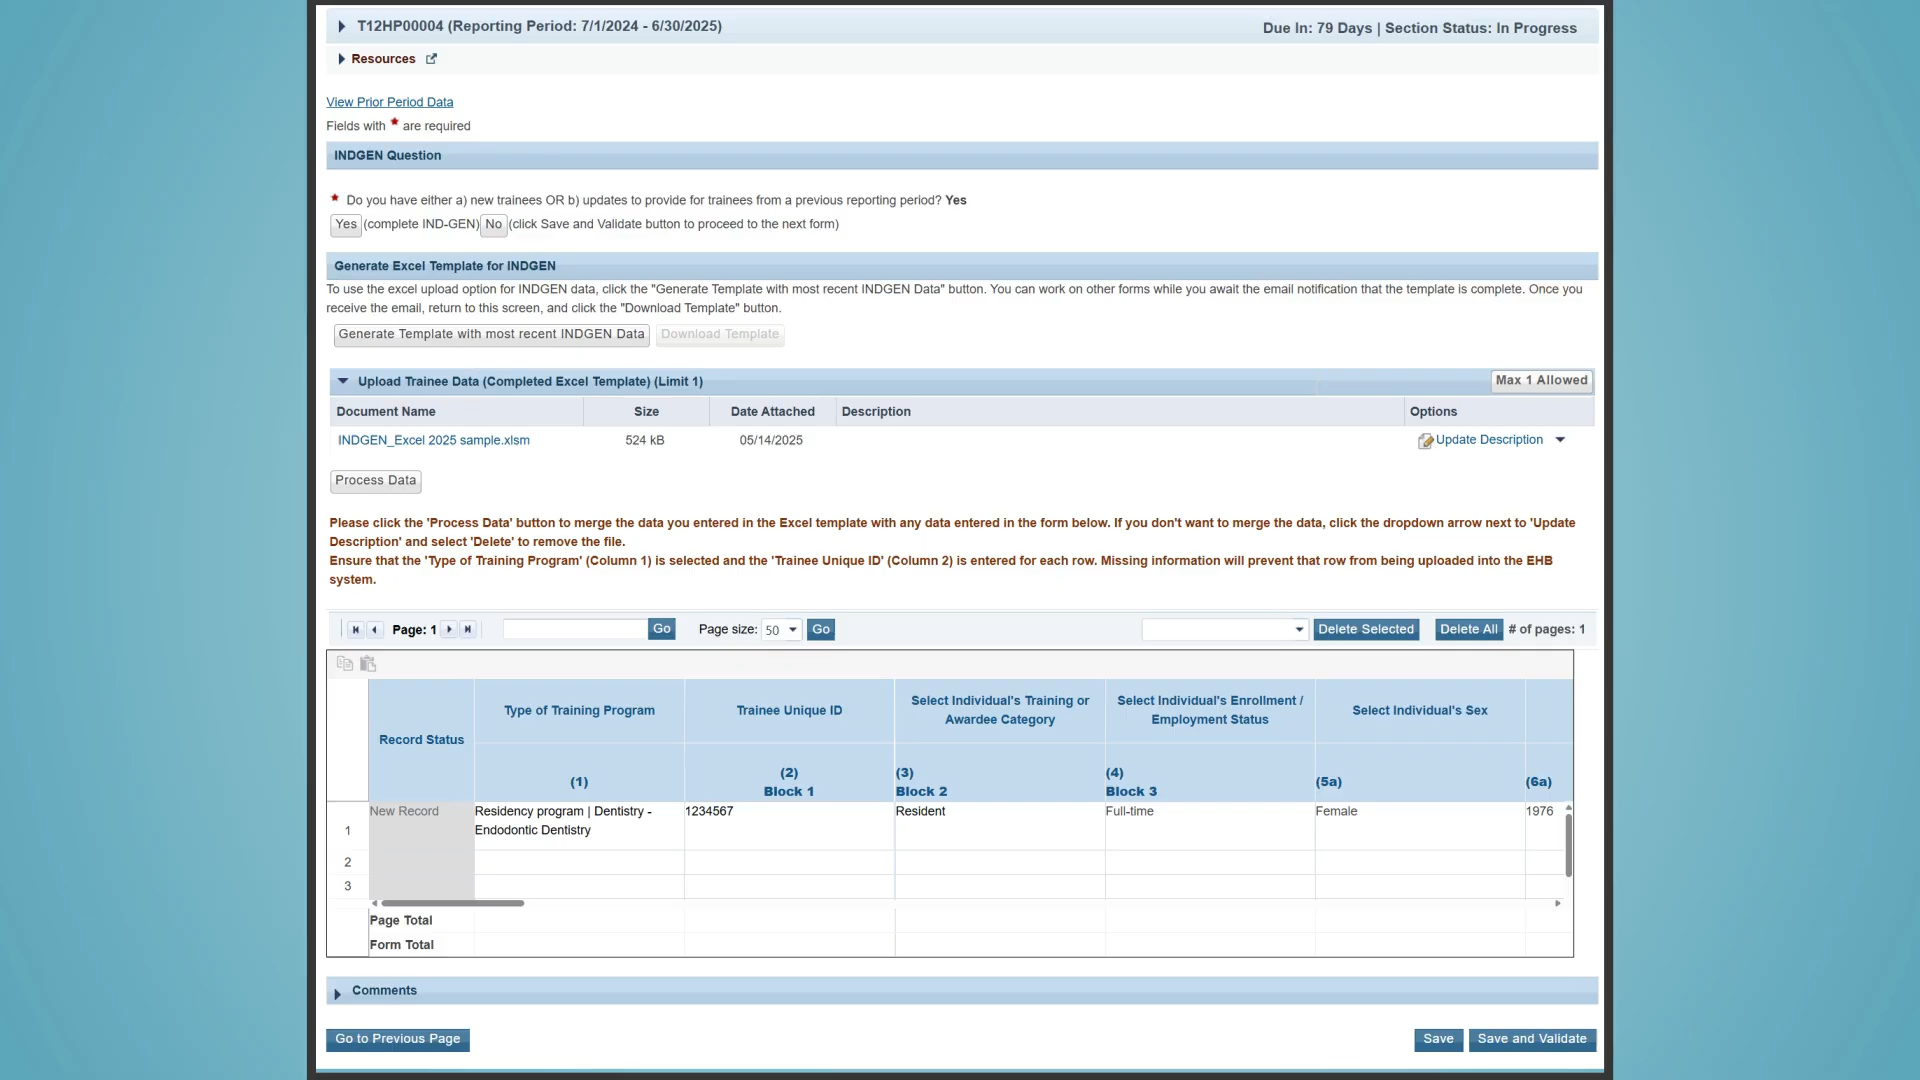 T12HP00004 (Reporting Period: 7/1/2024 - 6/30/2025)
Due In: 79 Days | Section Status: In Progress
Resources
View Prior Period Data
Fields with * are required
INDGEN Question
* Do you have either a) new trainees OR b) updates to provide for trainees from a previous reporting period? Yes
Yes (complete IND-GEN) No (click Save and Validate button to proceed to the next form)
Generate Excel Template for INDGEN
To use the excel upload option for INDGEN data, click the "Generate Template with most recent INDGEN Data" button. You can work on other forms while you await the email notification that the template is complete. Once you
receive the email, return to this screen, and click the "Download Template" button.
Generate Template with most recent INDGEN Data Download Template
Upload Trainee Data (Completed Excel Template) (Limit 1) Max 1 Allowed
Document Name Size Date Attached Description Options
INDGEN_Excel 2025 sample.xlsm 524 kB 05/14/2025 Update Description
Process Data
Please click the 'Process Data' button to merge the data you entered in the Excel template with any data entered in the form below. If you don't want to merge the data, click the dropdown arrow next to 'Update
Description' and select 'Delete' to remove the file.
Ensure that the 'Type of Training Program' (Column 1) is selected and the 'Trainee Unique ID' (Column 2) is entered for each row. Missing information will prevent that row from being uploaded into the EHB
system.
Page: 1 Go Page size: 50 Go Delete Selected Delete All # of pages: 1
Record Status
Type of Training Program
Trainee Unique ID
Select Individual's Training or
Awardee Category
Select Individual's Enrollment /
Employment Status
Select Individual's Sex
(1)
(2)
Block 1
(3)
Block 2
(4)
Block 3
(5a)
(6a)
1
New Record
Residency program | Dentistry -
Endodontic Dentistry
1234567
Resident
Full-time
Female
1976
2
3
Page Total
Form Total
Comments
Go to Previous Page Save Save and Validate